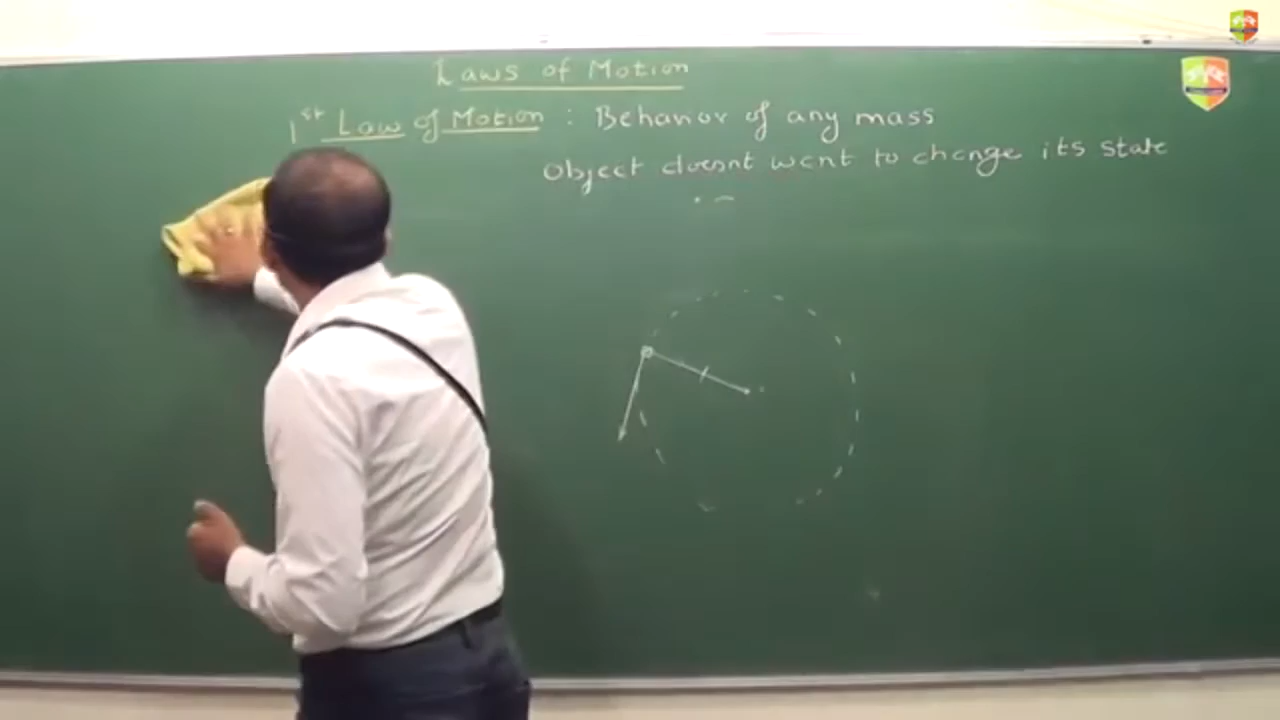 Laws of Motion
1st Law of Motion : Behavior of any mass
Object doesnt want to change its state